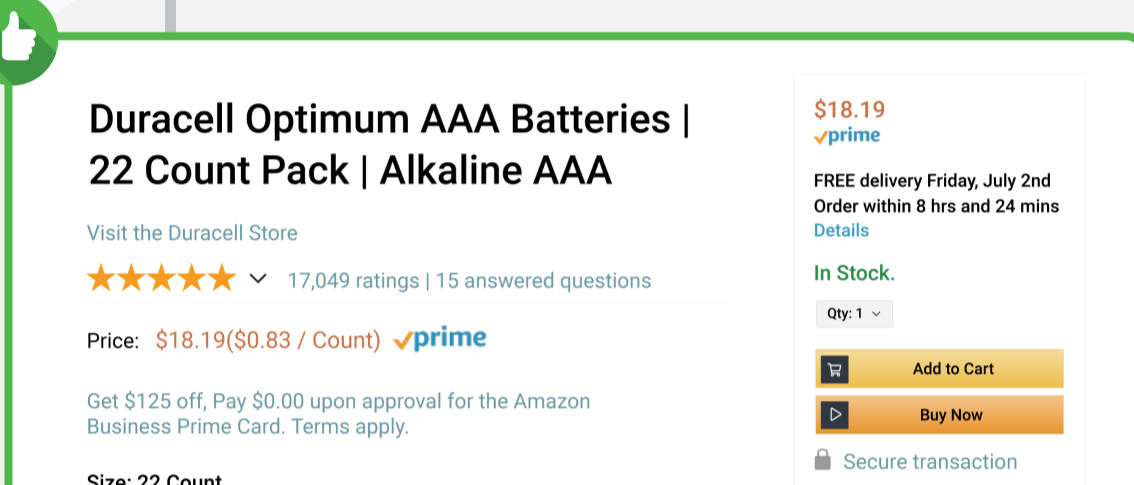 Duracell Optimum AAA Batteries |
22 Count Pack | Alkaline AAA
Visit the Duracell Store
17,049 ratings | 15 answered questions
Price: $18.19($0.83 / Count) prime
Get $125 off, Pay $0.00 upon approval for the Amazon
Business Prime Card. Terms apply.
Size: 22 Count
$18.19
prime
FREE delivery Friday, July 2nd
Order within 8 hrs and 24 mins
Details
In Stock.
Qty: 1
Add to Cart
Buy Now
Secure transaction